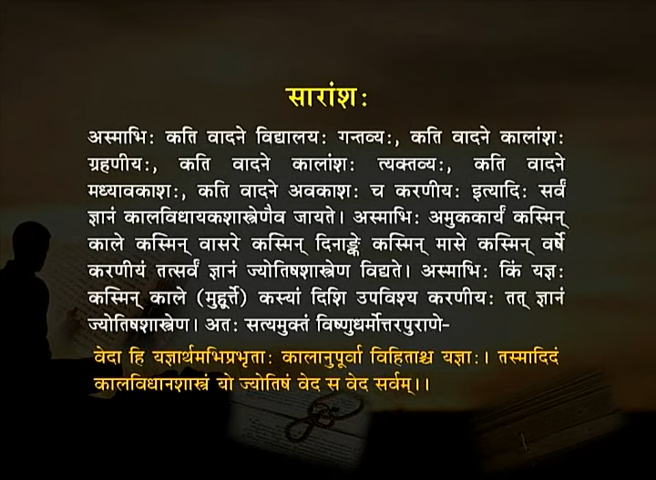 सारांशः
अस्माभिः कति वादने विद्यालयः गन्तव्यः, कति वादने कालांशः
ग्रहणीयः, कति वादने कालांशः त्यक्तव्यः, कति वादने
मध्यावकाशः, कति वादने अवकाशः च करणीयः इत्यादिः सर्वं
ज्ञानं कालविधायकशास्त्रेणैव जायते। अस्माभिः अमुककार्यं कस्मिन्
काले कस्मिन् वासरे कस्मिन् दिनाङ्के कस्मिन् मासे कस्मिन् वर्षे
करणीयं तत्सर्वं ज्ञानं ज्योतिषशास्त्रेण विद्यते। अस्माभिः किं यज्ञः
कस्मिन् काले (मुहूर्त्ते) कस्यां दिशि उपविश्य करणीयः तत् ज्ञानं
ज्योतिषशास्त्रेण। अतः सत्यमुक्तं विष्णुधर्मोत्तरपुराणे-
वेदा हि यज्ञार्थमभिप्रभृताः कालानुपूर्वा विहिताश्च यज्ञाः। तस्मादिदं
कालविधानशास्त्रं यो ज्योतिषं वेद स वेद सर्वम्।।